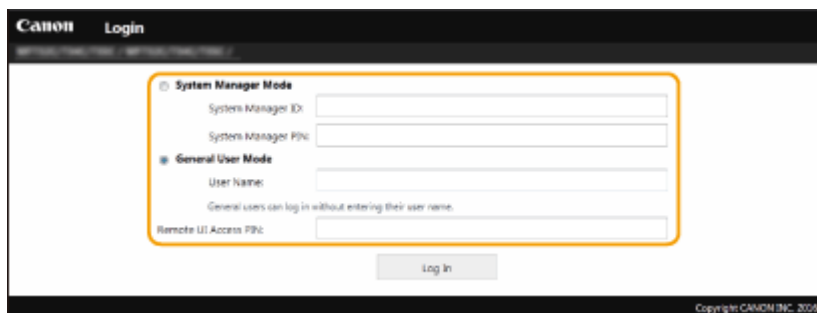 Canon Login
System Manager Mode
System Manager ID:
System Manager PIN:
General User Mode
User Name:
General users can log in without entering their user name.
Remote UI Access PIN:
Log In
Copyright CANON INC. 2016